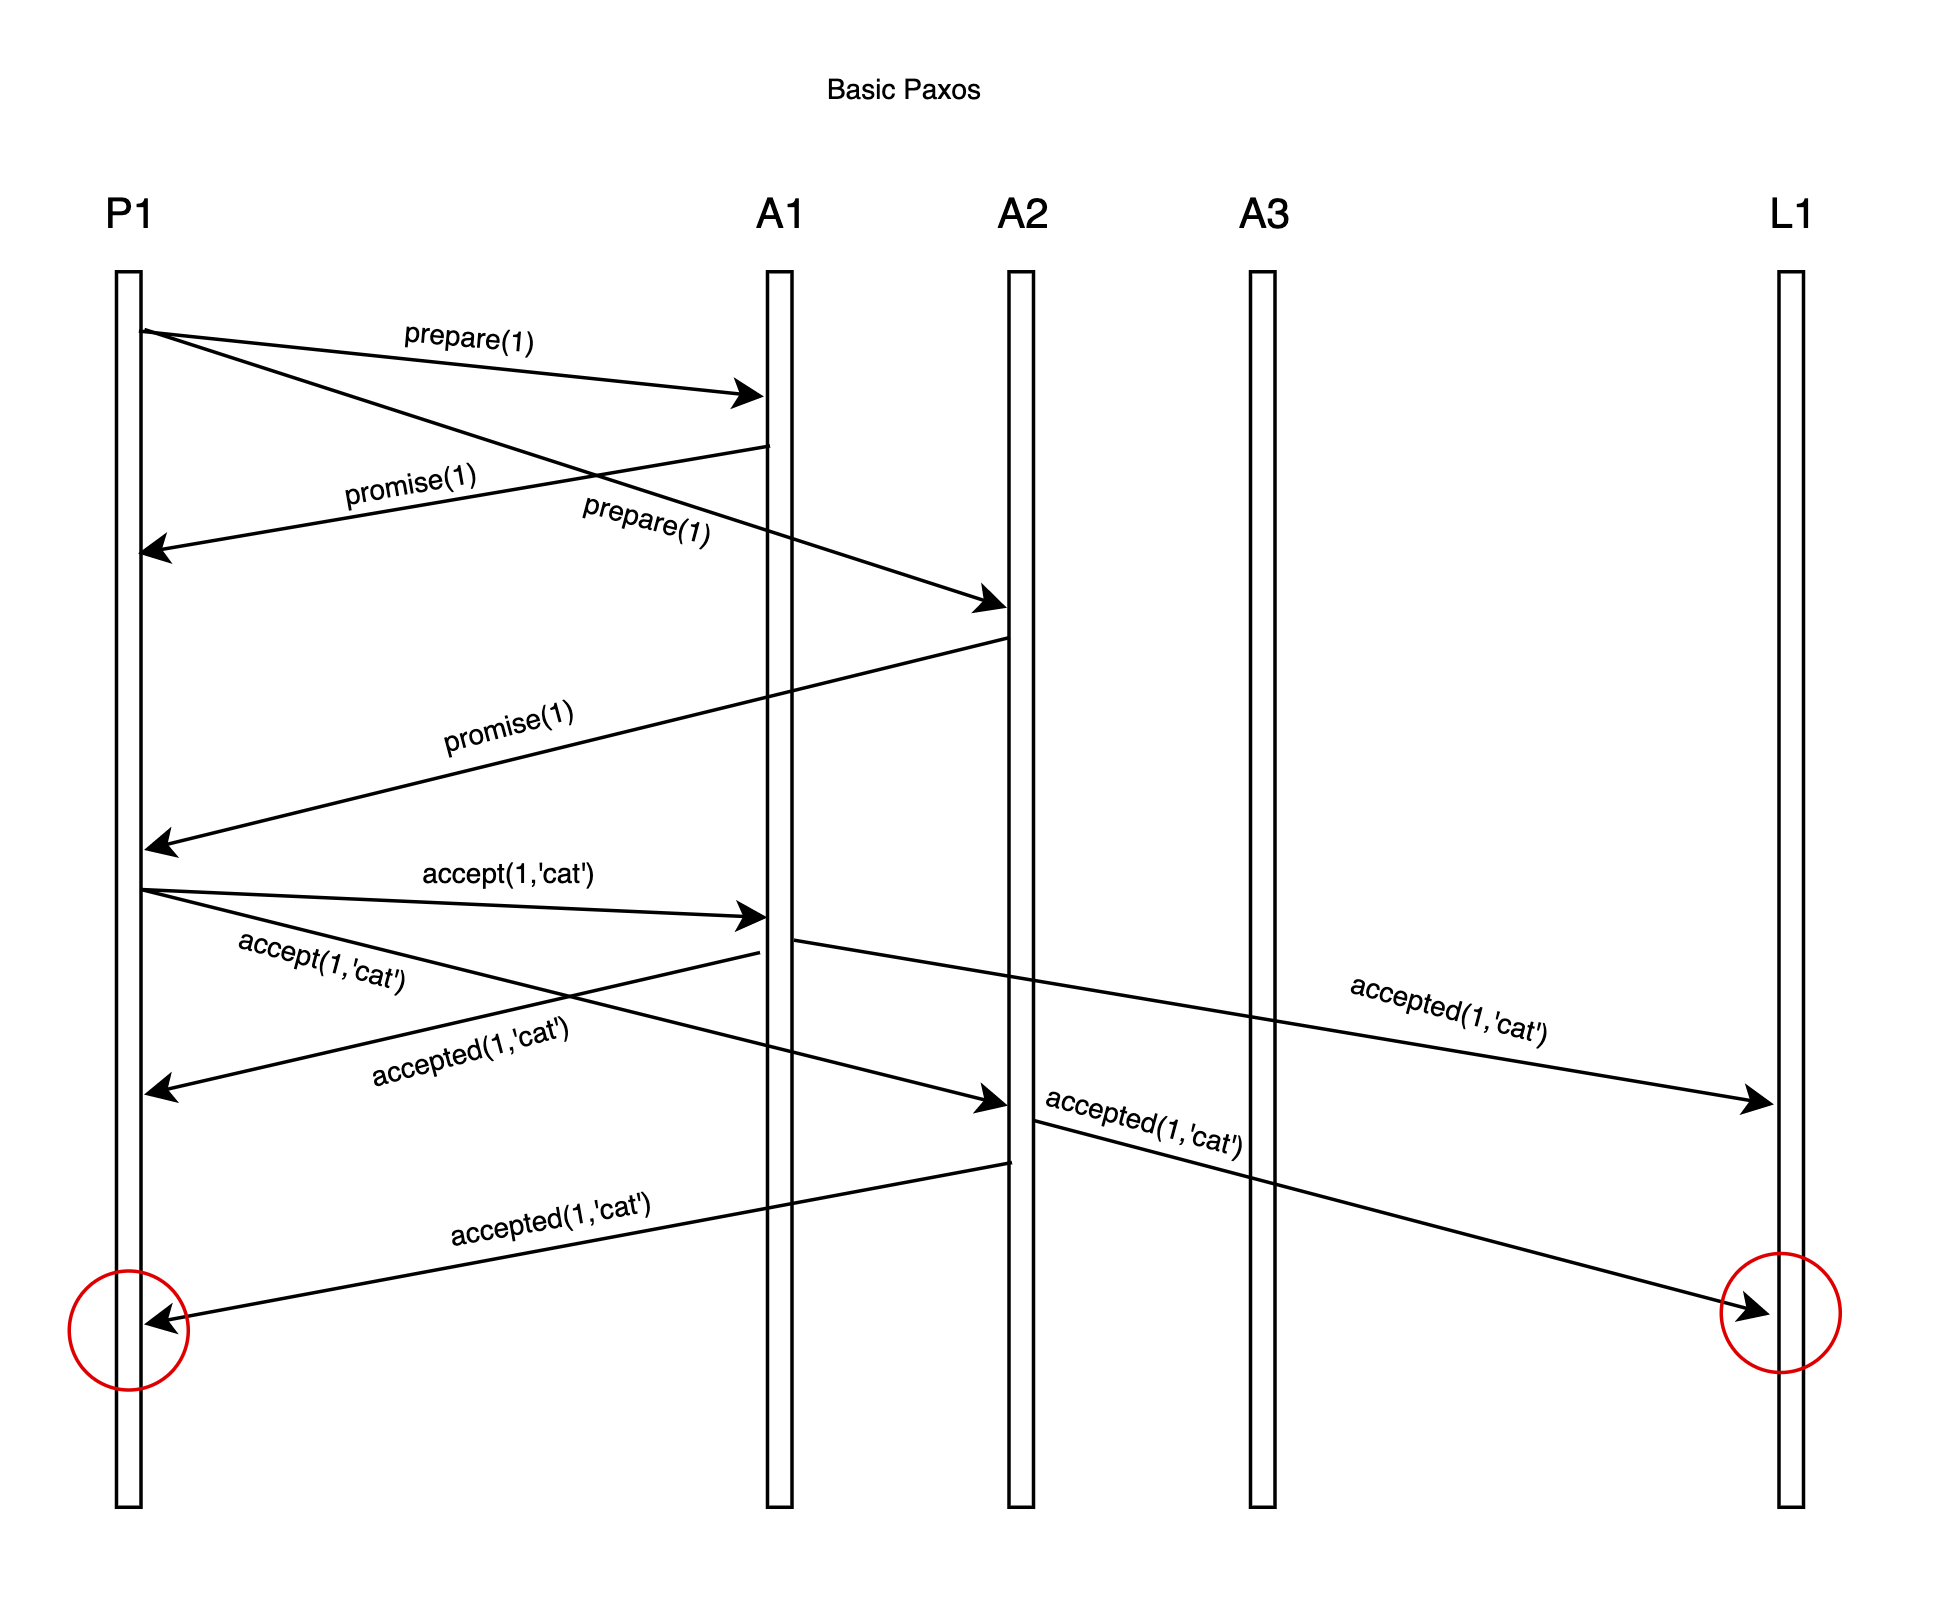 Basic Paxos
P1
A1
A2
A3
L1
prepare(1)
promise(1)
prepare(1)
promise(1)
accept(1,'cat')
accept(1,'cat')
accepted(1,'cat')
accepted(1,'cat')
accepted(1,'cat')
accepted(1,'cat')